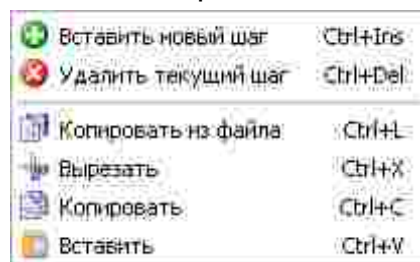 Вставить новый шаг Ctrl+Ins
Удалить текущий шаг Ctrl+Del
Копировать из файла Ctrl+L
Вырезать Ctrl+X
Копировать Ctrl+C
Вставить Ctrl+V